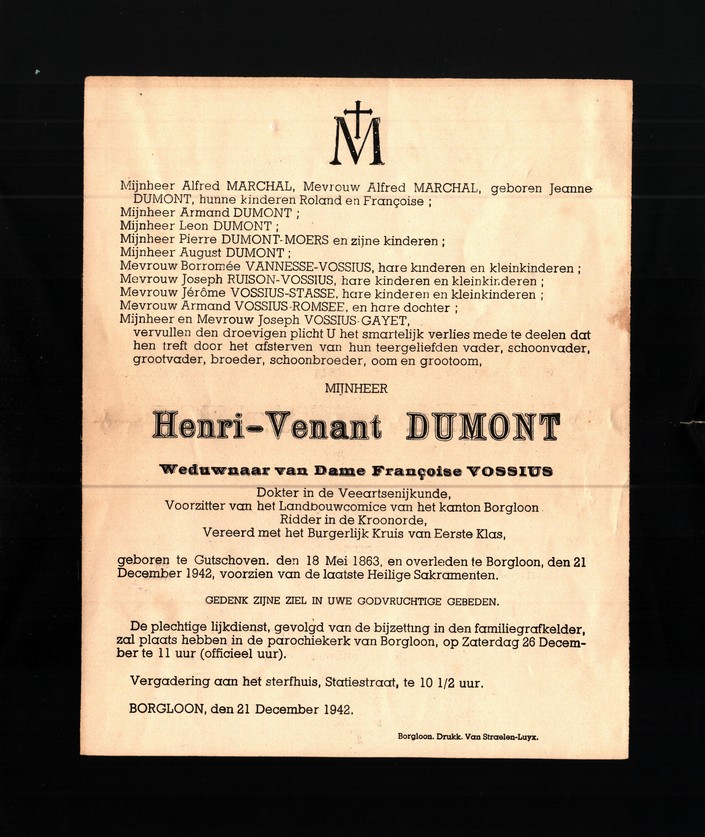 M
Mijnheer Alfred MARCHAL, Mevrouw Alfred MARCHAL, geboren Jeanne
DUMONT, hunne kinderen Roland en Françoise ;
Mijnheer Armand DUMONT ;
Mijnheer Leon DUMONT ;
Mijnheer Pierre DUMONT-MOERS en zijne kinderen ;
Mijnheer August DUMONT ;
Mevrouw Borromée VANNESSE-VOSSIUS, hare kinderen en kleinkinderen ;
Mevrouw Joseph RUISON-VOSSIUS, hare kinderen en kleinkinderen ;
Mevrouw Jérôme VOSSIUS-STASSE, hare kinderen en kleinkinderen ;
Mevrouw Armand VOSSIUS-ROMSEE, en hare dochter ;
Mijnheer en Mevrouw Joseph VOSSIUS-GAYET,
vervullen den droevigen plicht U het smartelijk verlies mede te deelen dat
hen treft door het afsterven van hun teergeliefden vader, schoonvader,
grootvader, broeder, schoonbroeder, oom en grootoom,
MIJNHEER
Henri-Venant DUMONT
Weduwnaar van Dame Françoise VOSSIUS
Dokter in de Veeartsenijkunde,
Voorzitter van het Landbouwcomice van het kanton Borgloon
Ridder in de Kroonorde,
Vereerd met het Burgerlijk Kruis van Eerste Klas,
geboren te Gutschoven. den 18 Mei 1863, en overleden te Borgloon, den 21
December 1942, voorzien van de laatste Heilige Sakramenten.
GEDENK ZIJNE ZIEL IN UWE GODVRUCHTIGE GEBEDEN.
De plechtige lijkdienst, gevolgd van de bijzetting in den familiegrafkelder,
zal plaats hebben in de parochiekerk van Borgloon, op Zaterdag 26 Decem-
ber te 11 uur (officieel uur).
Vergadering aan het sterfhuis, Statiestraat, te 10 1/2 uur.
BORGLOON, den 21 December 1942.
Borgloon. Drukk. Van Straelen-Luyx.